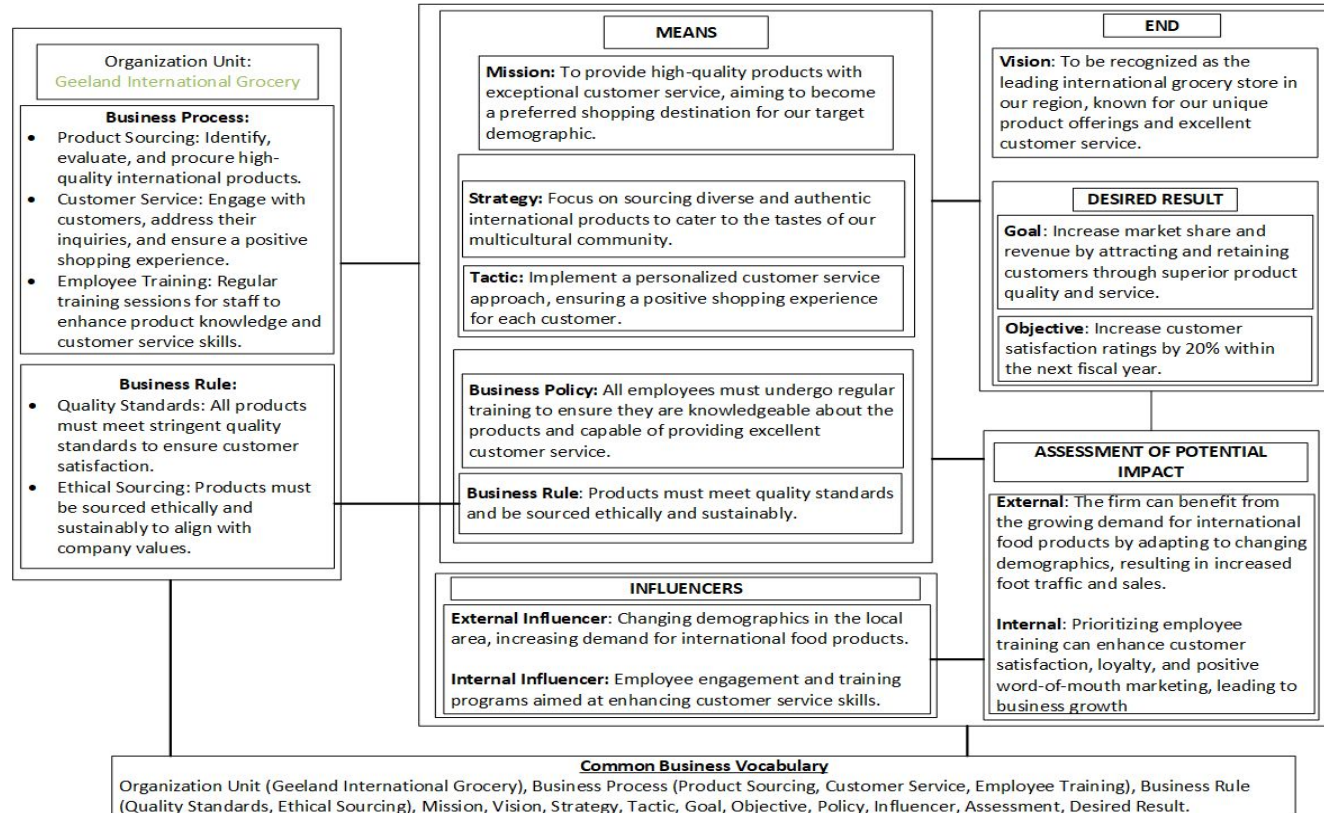 Organization Unit:
Geeland International Grocery
Business Process:
• Product Sourcing: Identify,
evaluate, and procure high-
quality international products.
• Customer Service: Engage with
customers, address their
inquiries, and ensure a positive
shopping experience.
• Employee Training: Regular
training sessions for staff to
enhance product knowledge and
customer service skills.
Business Rule:
• Quality Standards: All products
must meet stringent quality
standards to ensure customer
satisfaction.
• Ethical Sourcing: Products must
be sourced ethically and
sustainably to align with
company values.
MEANS
Mission: To provide high-quality products with
exceptional customer service, aiming to become
a preferred shopping destination for our target
demographic.
Strategy: Focus on sourcing diverse and authentic
international products to cater to the tastes of our
multicultural community.
Tactic: Implement a personalized customer service
approach, ensuring a positive shopping experience
for each customer.
Business Policy: All employees must undergo regular
training to ensure they are knowledgeable about the
products and capable of providing excellent
customer service.
Business Rule: Products must meet quality standards
and be sourced ethically and sustainably.
INFLUENCERS
External Influencer: Changing demographics in the local
area, increasing demand for international food products.
Internal Influencer: Employee engagement and training
programs aimed at enhancing customer service skills.
END
Vision: To be recognized as the
leading international grocery store in
our region, known for our unique
product offerings and excellent
customer service.
DESIRED RESULT
Goal: Increase market share and
revenue by attracting and retaining
customers through superior product
quality and service.
Objective: Increase customer
satisfaction ratings by 20% within
the next fiscal year.
ASSESSMENT OF POTENTIAL
IMPACT
External: The firm can benefit from
the growing demand for international
food products by adapting to changing
demographics, resulting in increased
foot traffic and sales.
Internal: Prioritizing employee
training can enhance customer
satisfaction, loyalty, and positive
word-of-mouth marketing, leading to
business growth
Common Business Vocabulary
Organization Unit (Geeland International Grocery), Business Process (Product Sourcing, Customer Service, Employee Training), Business Rule
(Quality Standards, Ethical Sourcing), Mission, Vision, Strategy, Tactic, Goal, Objective, Policy, Influencer, Assessment, Desired Result.